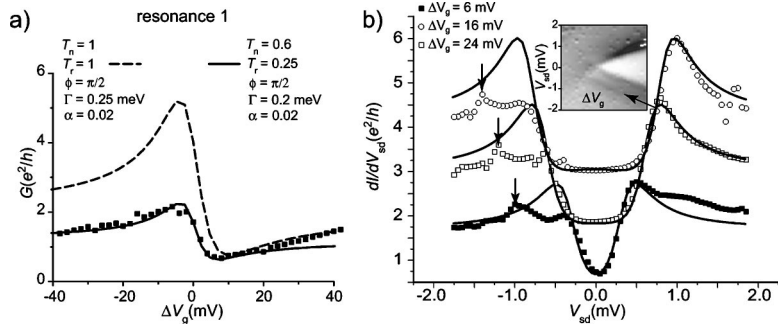 a)
resonance 1
T_n = 1
T_r = 1
ϕ = π/2
Γ = 0.25 meV
α = 0.02
T_n = 0.6
T_r = 0.25
ϕ = π/2
Γ = 0.2 meV
α = 0.02
G(e²/h)
6
4
2
0
-40
-20
0
20
40
ΔV_g(mV)
b)
ΔV_g = 6 mV
ΔV_g = 16 mV
ΔV_g = 24 mV
dI/dV_sd(e²/h)
6
5
4
3
2
1
V_sd(mV)
2
1
0
-1
-2
ΔV_g
-2.0
-1.0
0.0
1.0
2.0
V_sd(mV)